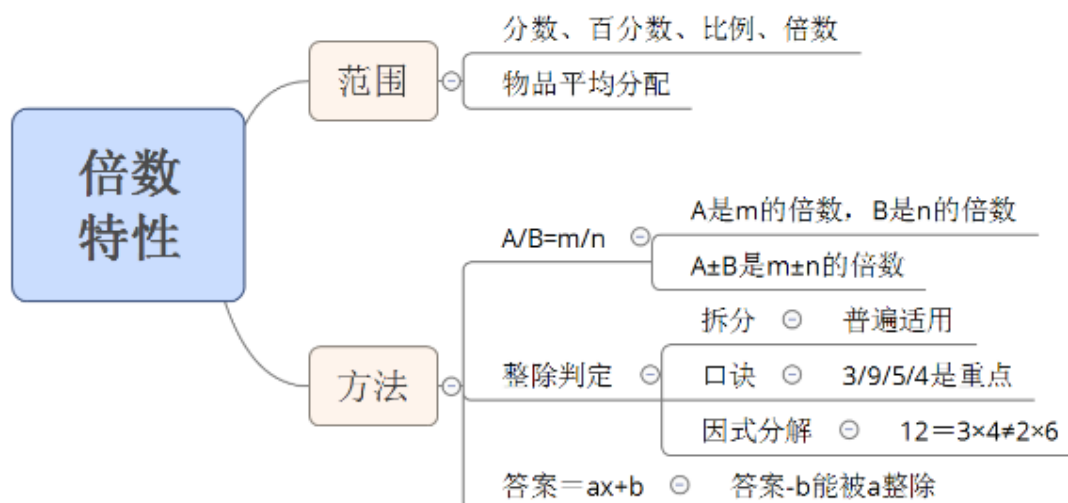 倍数
特性
范围
分数、百分数、比例、倍数
物品平均分配
方法
A/B=m/n
A是m的倍数，B是n的倍数
A±B是m±n的倍数
整除判定
拆分
普遍适用
口诀
3/9/5/4是重点
因式分解
12＝3×4≠2×6
答案＝ax+b
答案-b能被a整除